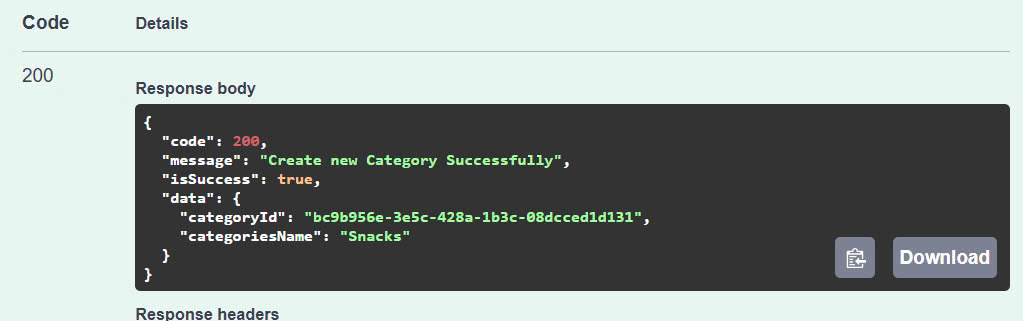 Code Details
200
Response body
{
"code": 200,
"message": "Create new Category Successfully",
"isSuccess": true,
"data": {
"categoryId": "bc9b956e-3e5c-428a-1b3c-08dcced1d131",
"categoriesName": "Snacks"
}
}
Download
Response headers